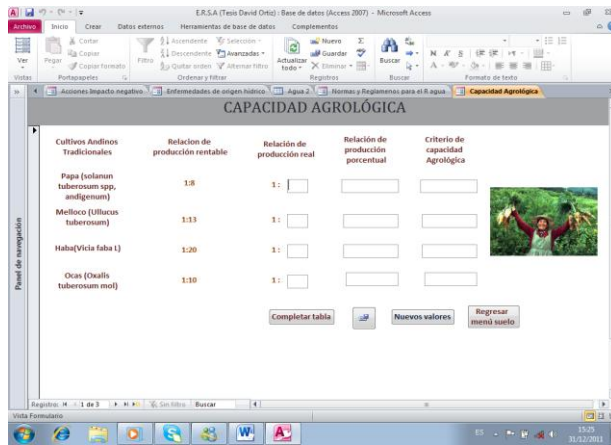 E.R.S.A (Tesis David Ortiz) : Base de datos (Access 2007) - Microsoft Access
Archivo Inicio Crear Datos externos Herramientas de base de datos Complementos
Ver
Pegar
Cortar
Copiar
Copiar formato
Filtro
Ascendente
Descendente
Quitar orden
Selección
Avanzadas
Alternar filtro
Actualizar todo
Nuevo
Guardar
Eliminar
Buscar
N K S
Vistas Portapapeles Ordenar y filtrar Registros Buscar Formato de texto
Acciones Impacto negativo Enfermedades de origen hídrico Agua 2 Normas y Reglamenos para el R agua Capacidad Agrológica
CAPACIDAD AGROLÓGICA
Cultivos Andinos Tradicionales
Relacion de producción rentable
Relación de producción real
Relación de producción porcentual
Criterio de capacidad Agrológica
Papa (solanun tuberosum spp, andigenum) 1:8 1 :
Melloco (Ullucus tuberosum) 1:13 1 :
Haba(Vicia faba L) 1:20 1 :
Ocas (Oxalis tuberosum mol) 1:10 1 :
Completar tabla
Nuevos valores
Regresar menú suelo
Panel de navegación
Registro: 1 de 3 Sin filtro Buscar
Vista Formulario
ES 15:25
31/12/2011